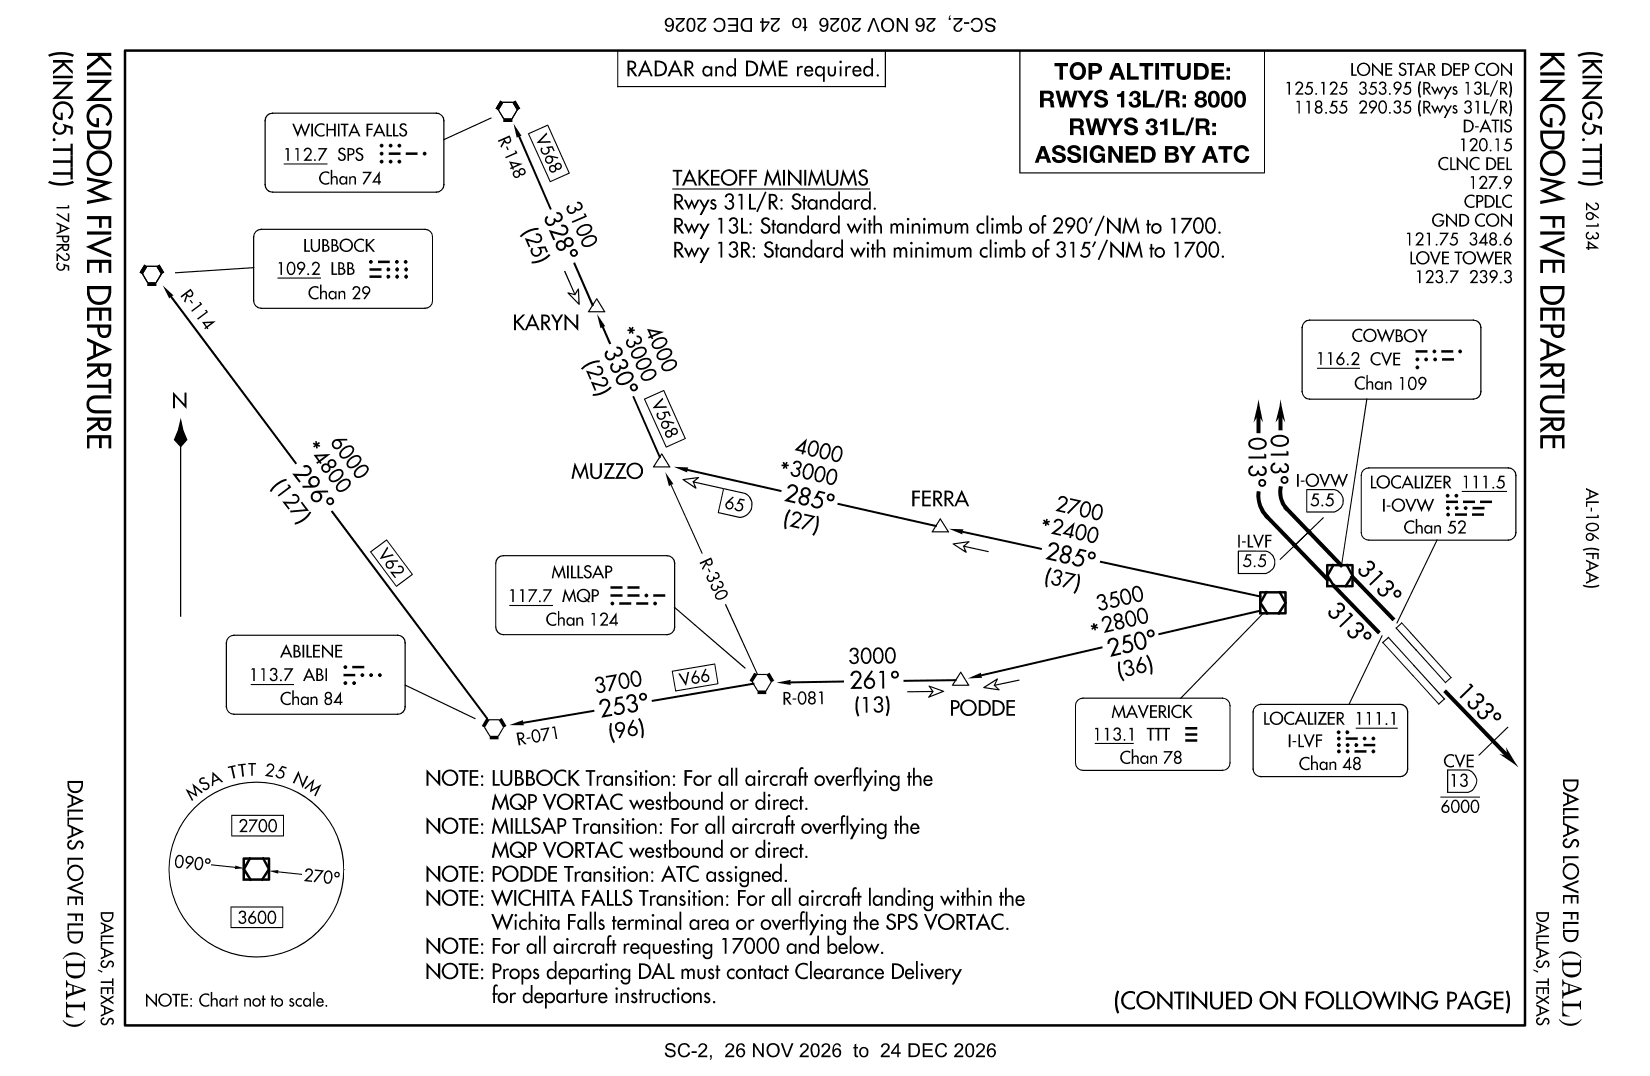 SC-2, 26 NOV 2026 to 24 DEC 2026
(KING5.TTT) 17APR25
KINGDOM FIVE DEPARTURE
DALLAS LOVE FLD (DAL)
DALLAS, TEXAS
(KING5.TTT) 26134
KINGDOM FIVE DEPARTURE
AL-106 (FAA)
DALLAS LOVE FLD (DAL)
DALLAS, TEXAS
RADAR and DME required.
TOP ALTITUDE:
RWYS 13L/R: 8000
RWYS 31L/R:
ASSIGNED BY ATC
LONE STAR DEP CON
125.125 353.95 (Rwys 13L/R)
118.55 290.35 (Rwys 31L/R)
D-ATIS
120.15
CLNC DEL
127.9
CPDLC
GND CON
121.75 348.6
LOVE TOWER
123.7 239.3
TAKEOFF MINIMUMS
Rwys 31L/R: Standard.
Rwy 13L: Standard with minimum climb of 290'/NM to 1700.
Rwy 13R: Standard with minimum climb of 315'/NM to 1700.
WICHITA FALLS
112.7 SPS
Chan 74
R-148
V568
3100
328°
(25)
LUBBOCK
109.2 LBB
Chan 29
R-114
KARYN
4000
*3000
330°
(22)
V568
COWBOY
116.2 CVE
Chan 109
N
6000
*4800
296°
(127)
V62
MUZZO
65
4000
*3000
285°
(27)
FERRA
2700
*2400
285°
(37)
013°
013°
I-OVW
5.5
I-LVF
5.5
LOCALIZER 111.5
I-OVW
Chan 52
313°
313°
MILLSAP
117.7 MQP
Chan 124
R-330
3500
*2800
250°
(36)
ABILENE
113.7 ABI
Chan 84
R-071
3700
253°
(96)
V66
R-081
3000
261°
(13)
PODDE
MAVERICK
113.1 TTT
Chan 78
LOCALIZER 111.1
I-LVF
Chan 48
133°
CVE
13
6000
MSA TTT 25 NM
2700
090°
270°
3600
NOTE: Chart not to scale.
NOTE: LUBBOCK Transition: For all aircraft overflying the
MQP VORTAC westbound or direct.
NOTE: MILLSAP Transition: For all aircraft overflying the
MQP VORTAC westbound or direct.
NOTE: PODDE Transition: ATC assigned.
NOTE: WICHITA FALLS Transition: For all aircraft landing within the
Wichita Falls terminal area or overflying the SPS VORTAC.
NOTE: For all aircraft requesting 17000 and below.
NOTE: Props departing DAL must contact Clearance Delivery
for departure instructions.
(CONTINUED ON FOLLOWING PAGE)
SC-2, 26 NOV 2026 to 24 DEC 2026